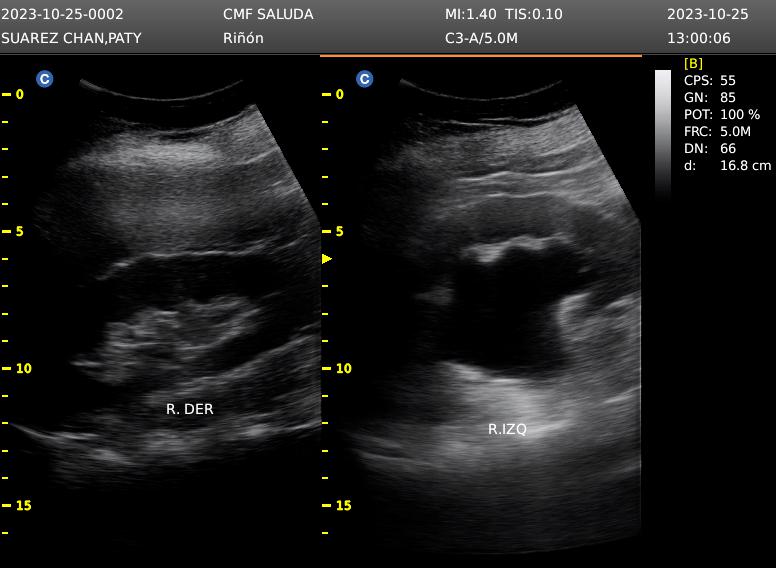 2023-10-25-0002 CMF SALUDA MI:1.40 TIS:0.10 2023-10-25
SUAREZ CHAN,PATY Riñón C3-A/5.0M 13:00:06
[B]
CPS: 55
GN: 85
POT: 100 %
FRC: 5.0M
DN: 66
d: 16.8 cm
C
C
0
0
5
5
10
10
R. DER
R.IZQ
15
15